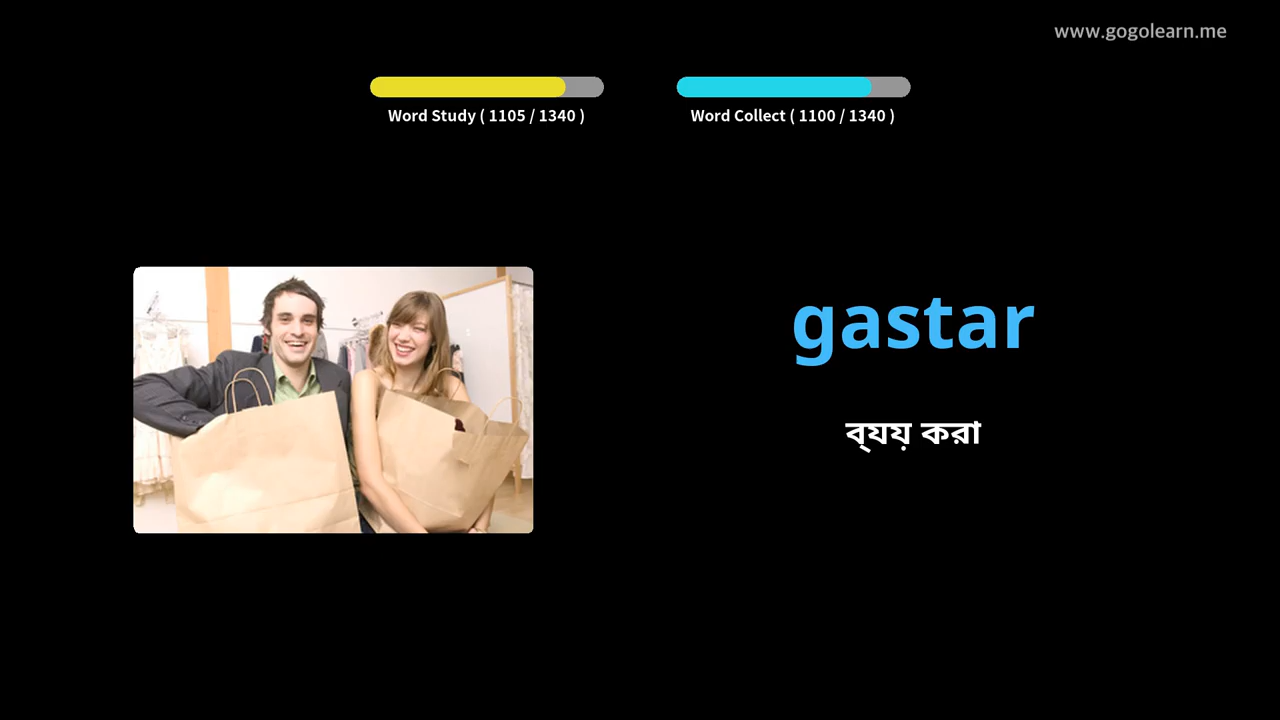 www.gogolearn.me
Word Study ( 1105 / 1340 )
Word Collect ( 1100 / 1340 )
gastar
ব্যয় করা